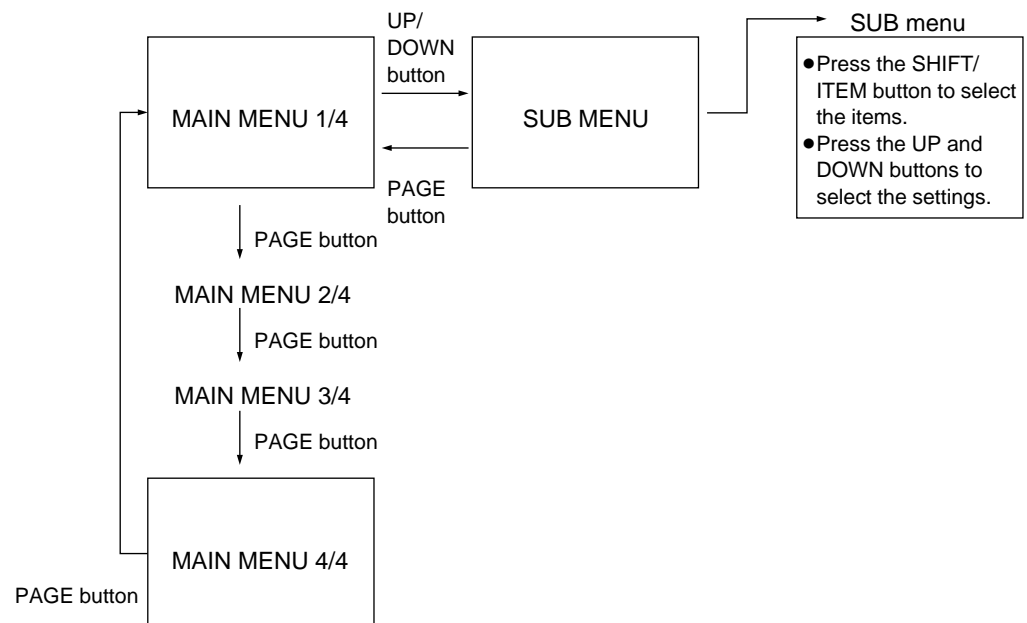 UP/
DOWN
button
SUB menu
MAIN MENU 1/4
SUB MENU
●Press the SHIFT/
ITEM button to select
the items.
●Press the UP and
DOWN buttons to
select the settings.
PAGE
button
PAGE button
MAIN MENU 2/4
PAGE button
MAIN MENU 3/4
PAGE button
MAIN MENU 4/4
PAGE button